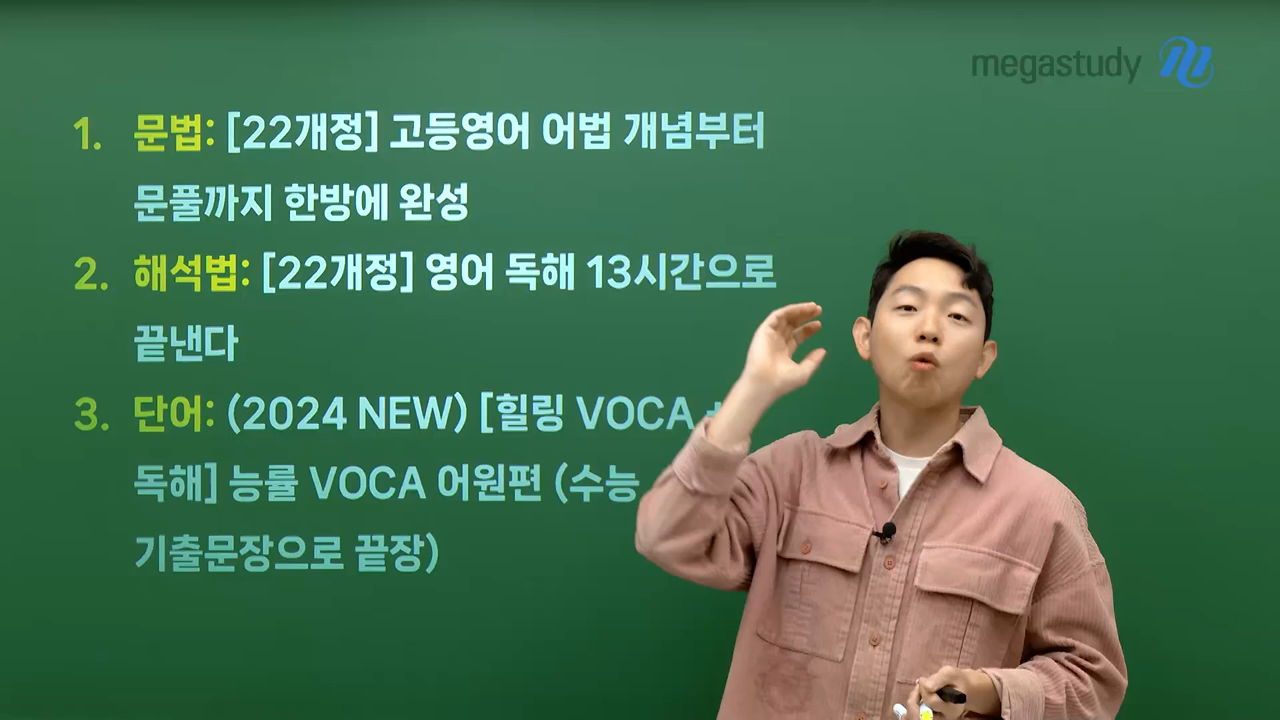 megastudy
1. 문법: [22개정] 고등영어 어법 개념부터
문풀까지 한방에 완성
2. 해석법: [22개정] 영어 독해 13시간으로
끝낸다
3. 단어: (2024 NEW) [힐링 VOCA +
독해] 능률 VOCA 어원편 (수능
기출문장으로 끝장)